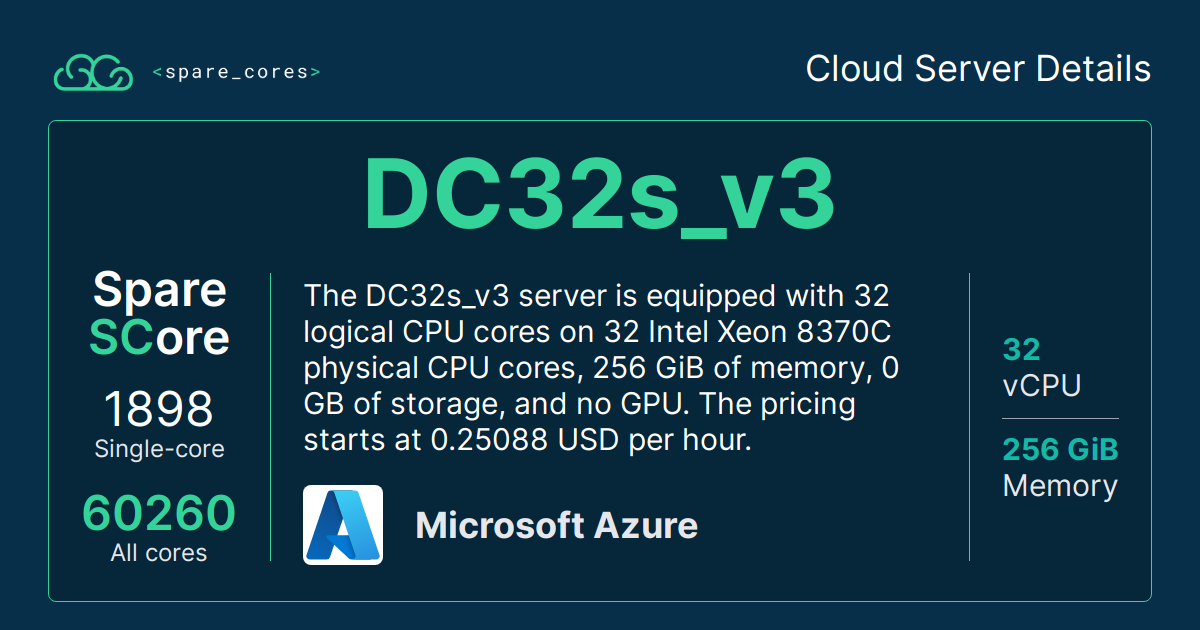 <spare_cores>
Cloud Server Details
DC32s_v3
Spare
SCore
1898
Single-core
60260
All cores
The DC32s_v3 server is equipped with 32
logical CPU cores on 32 Intel Xeon 8370C
physical CPU cores, 256 GiB of memory, 0
GB of storage, and no GPU. The pricing
starts at 0.25088 USD per hour.
Microsoft Azure
32
vCPU
256 GiB
Memory